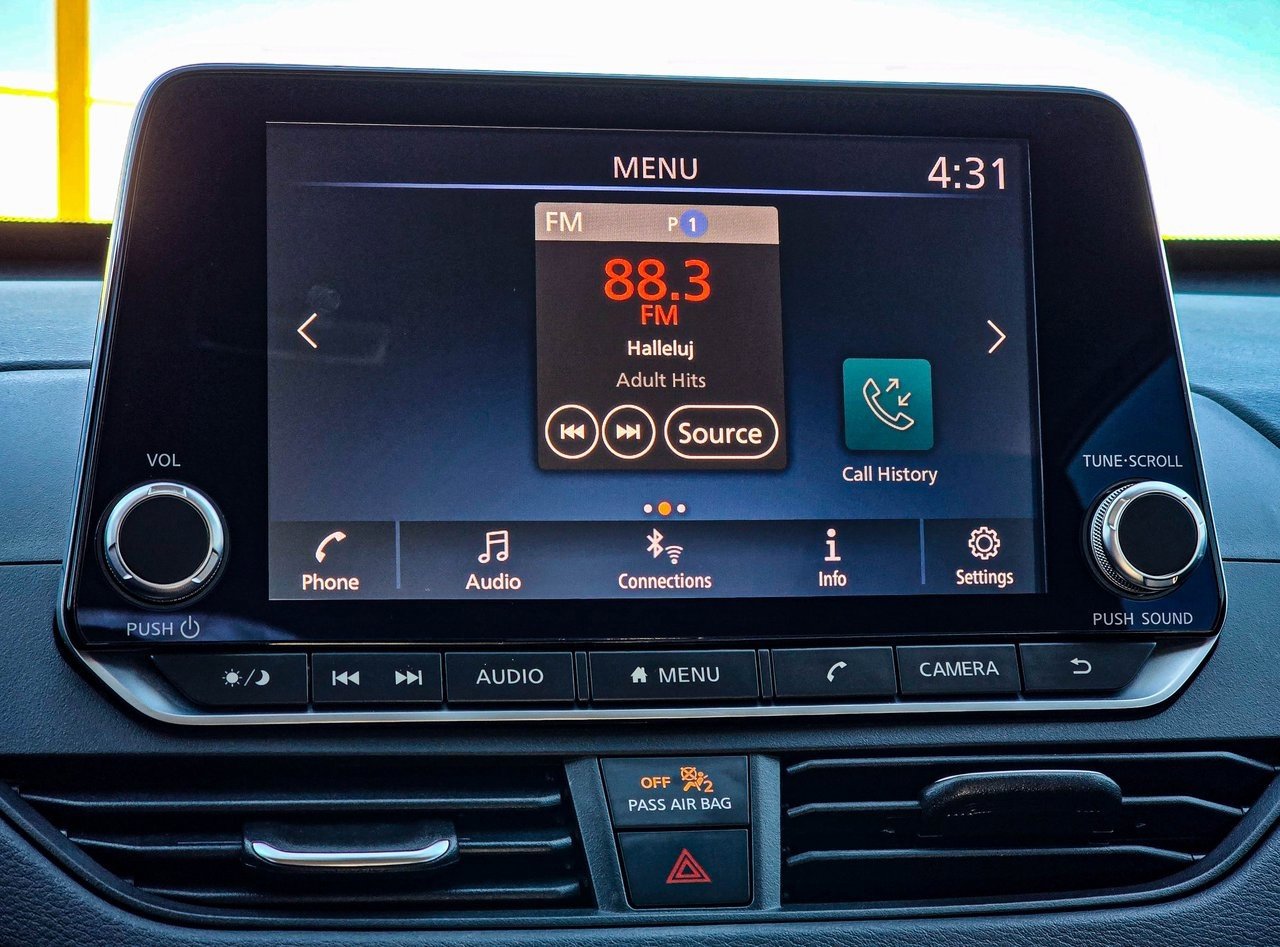 MENU
4:31
FM
P 1
88.3
FM
Halleluj
Adult Hits
Source
Call History
VOL
TUNE·SCROLL
Phone
Audio
Connections
Info
Settings
PUSH
PUSH SOUND
AUDIO
MENU
CAMERA
OFF
2
PASS AIR BAG